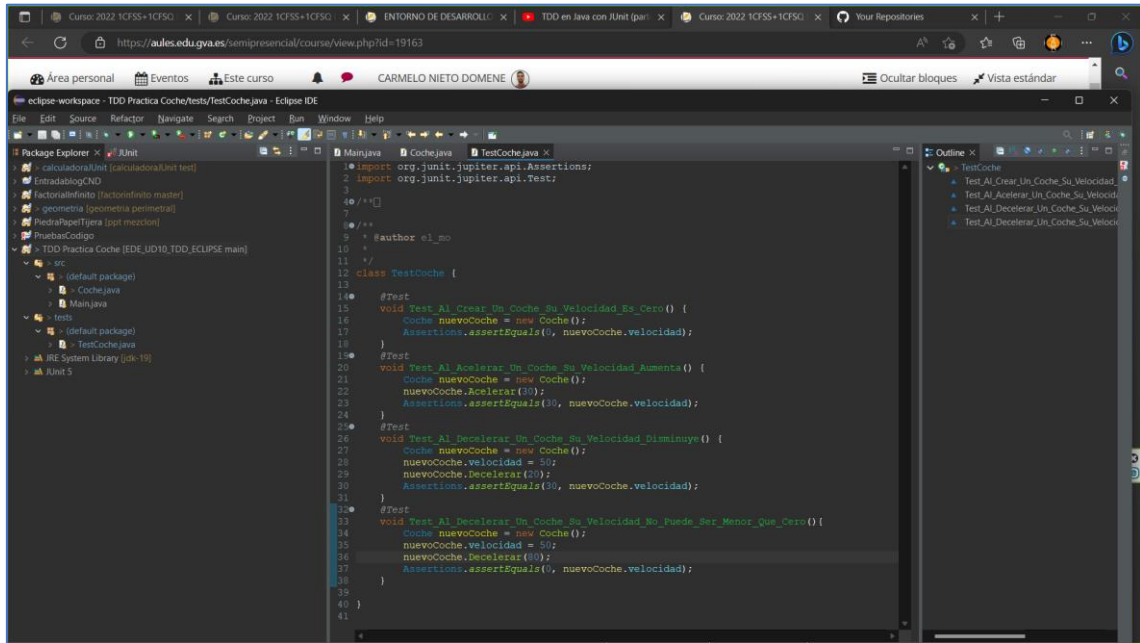 Curso: 2022 1CFSS+1CFSQ
Curso: 2022 1CFSS+1CFSQ
ENTORNO DE DESARROLLO
TDD en Java con JUnit (part
Curso: 2022 1CFSS+1CFSQ
Your Repositories
https://aules.edu.gva.es/semipresencial/course/view.php?id=19163
Área personal
Eventos
Este curso
CARMELO NIETO DOMENE
Ocultar bloques
Vista estándar
eclipse-workspace - TDD Practica Coche/tests/TestCoche.java - Eclipse IDE
File Edit Source Refactor Navigate Search Project Run Window Help
Package Explorer
JUnit
> calculadoraJUnit [calculadoraJUnit test]
EntradablogCND
factorialInfinito [factorinfinito master]
> geometria [geometria perimetral]
PiedraPapelTijera [ppt mezclon]
PruebasCodigo
> TDD Practica Coche [EDE_UD10_TDD_ECLIPSE main]
> src
> (default package)
> Coche.java
Main.java
> tests
> (default package)
> TestCoche.java
JRE System Library [jdk-19]
JUnit 5
Main.java
Coche.java
TestCoche.java
1 import org.junit.jupiter.api.Assertions;
2 import org.junit.jupiter.api.Test;
3
4 /**
7
8 /**
9 * @author el_mo
10 *
11 */
12 class TestCoche {
13
14 @Test
15 void Test_Al_Crear_Un_Coche_Su_Velocidad_Es_Cero() {
16 Coche nuevoCoche = new Coche();
17 Assertions.assertEquals(0, nuevoCoche.velocidad);
18 }
19 @Test
20 void Test_Al_Acelerar_Un_Coche_Su_Velocidad_Aumenta() {
21 Coche nuevoCoche = new Coche();
22 nuevoCoche.Acelerar(30);
23 Assertions.assertEquals(30, nuevoCoche.velocidad);
24 }
25 @Test
26 void Test_Al_Decelerar_Un_Coche_Su_Velocidad_Disminuye() {
27 Coche nuevoCoche = new Coche();
28 nuevoCoche.velocidad = 50;
29 nuevoCoche.Decelerar(20);
30 Assertions.assertEquals(30, nuevoCoche.velocidad);
31 }
32 @Test
33 void Test_Al_Decelerar_Un_Coche_Su_Velocidad_No_Puede_Ser_Menor_Que_Cero(){
34 Coche nuevoCoche = new Coche();
35 nuevoCoche.velocidad = 50;
36 nuevoCoche.Decelerar(80);
37 Assertions.assertEquals(0, nuevoCoche.velocidad);
38 }
39
40 }
41
Outline
> TestCoche
Test_Al_Crear_Un_Coche_Su_Velocidad_
Test_Al_Acelerar_Un_Coche_Su_Velocida
Test_Al_Decelerar_Un_Coche_Su_Veloci
Test_Al_Decelerar_Un_Coche_Su_Veloci